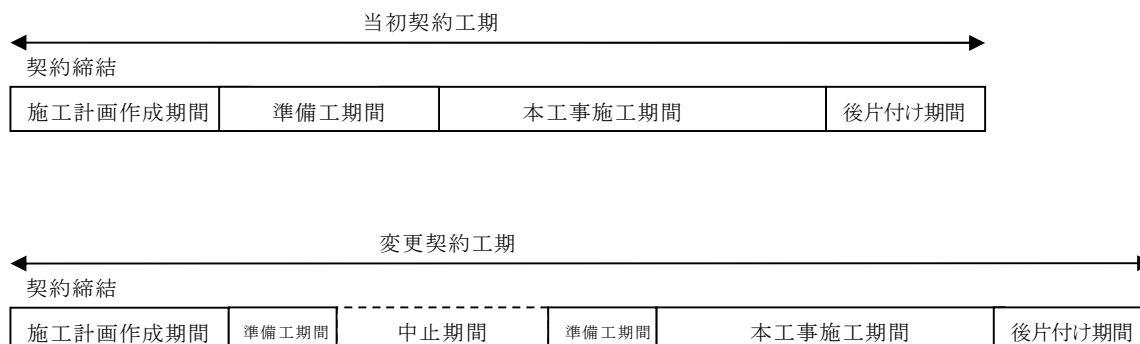 当初契約工期
契約締結
施工計画作成期間 準備工期間 本工事施工期間 後片付け期間
変更契約工期
契約締結
施工計画作成期間 準備工期間 中止期間 準備工期間 本工事施工期間 後片付け期間